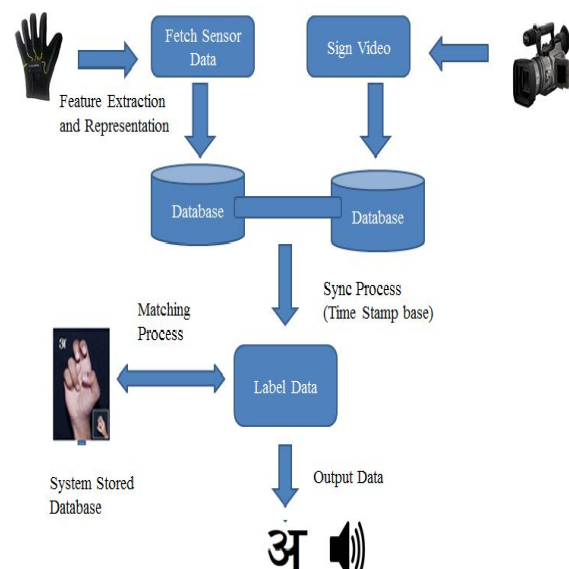 Fetch Sensor
Data
Sign Video
Feature Extraction
and Representation
Database
Database
Sync Process
(Time Stamp base)
Matching
Process
Label Data
System Stored
Database
Output Data
अ